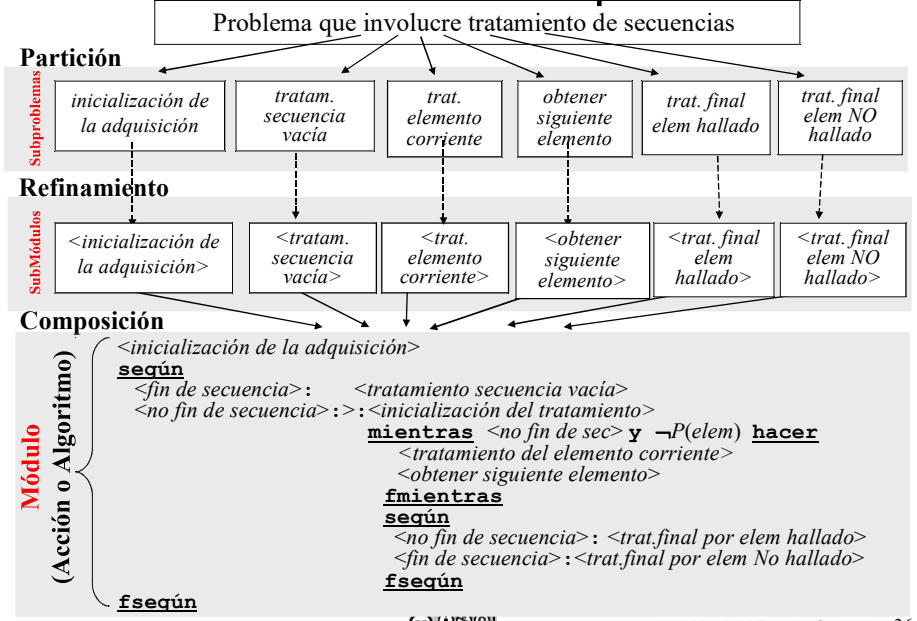 Problema que involucre tratamiento de secuencias
Partición
Subproblemas
inicialización de
la adquisición
tratam.
secuencia
vacía
trat.
elemento
corriente
obtener
siguiente
elemento
trat. final
elem hallado
trat. final
elem NO
hallado
Refinamiento
SubMódulos
<inicialización de
la adquisición>
<tratam.
secuencia
vacía>
<trat.
elemento
corriente>
<obtener
siguiente
elemento>
<trat. final
elem
hallado>
<trat. final
elem NO
hallado>
Composición
Módulo
(Acción o Algoritmo)
<inicialización de la adquisición>
según
<fin de secuencia>: <tratamiento secuencia vacía>
<no fin de secuencia>:>:<inicialización del tratamiento>
mientras <no fin de sec> y ¬P(elem) hacer
<tratamiento del elemento corriente>
<obtener siguiente elemento>
fmientras
según
<no fin de secuencia>: <trat.final por elem hallado>
<fin de secuencia>:<trat.final por elem No hallado>
fsegún
fsegún